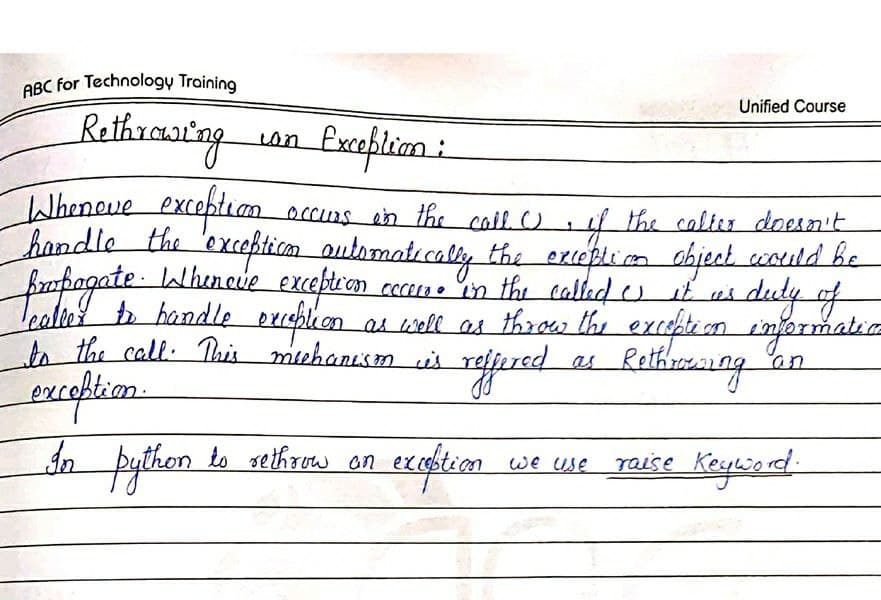 ABC for Technology Training
Unified Course
Rethrowing an Exception :
Wheneve exception occurs in the call () , if the caller doesn't
handle the exception automatically the exception object would be
propogate. Wheneve exception occurs in the called () it is duty of
caller to handle exception as well as throw the exception informatio
to the call. This mechanism is reffered as Rethrowing an
exception.
In python to rethrow an exception we use raise Keyword.